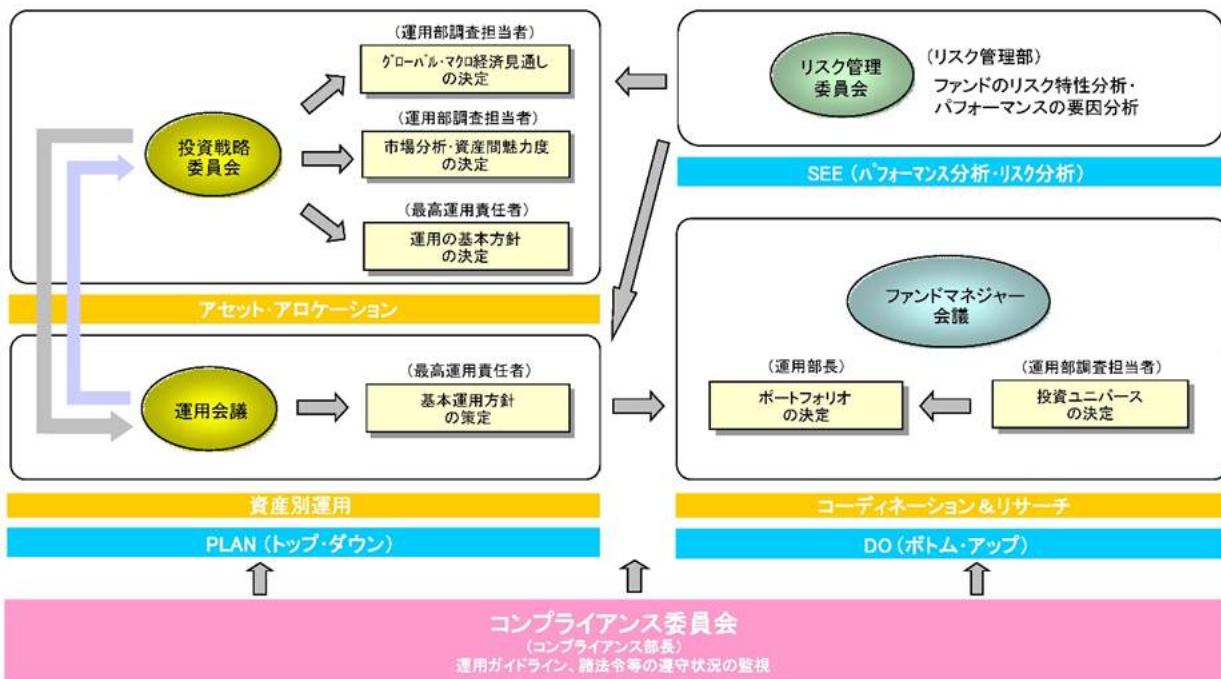 (運用部調査担当者)
グローバル・マクロ経済見通し
の決定
(運用部調査担当者)
市場分析・資産間魅力度
の決定
(最高運用責任者)
運用の基本方針
の決定
投資戦略
委員会
アセット・アロケーション
運用会議
(最高運用責任者)
基本運用方針
の策定
資産別運用
PLAN (トップ・ダウン)
リスク管理
委員会
(リスク管理部)
ファンドのリスク特性分析・
パフォーマンスの要因分析
SEE (パフォーマンス分析・リスク分析)
ファンドマネジャー
会議
(運用部長)
ポートフォリオ
の決定
(運用部調査担当者)
投資ユニバース
の決定
コーディネーション&リサーチ
DO (ボトム・アップ)
コンプライアンス委員会
(コンプライアンス部長)
運用ガイドライン、諸法令等の遵守状況の監視